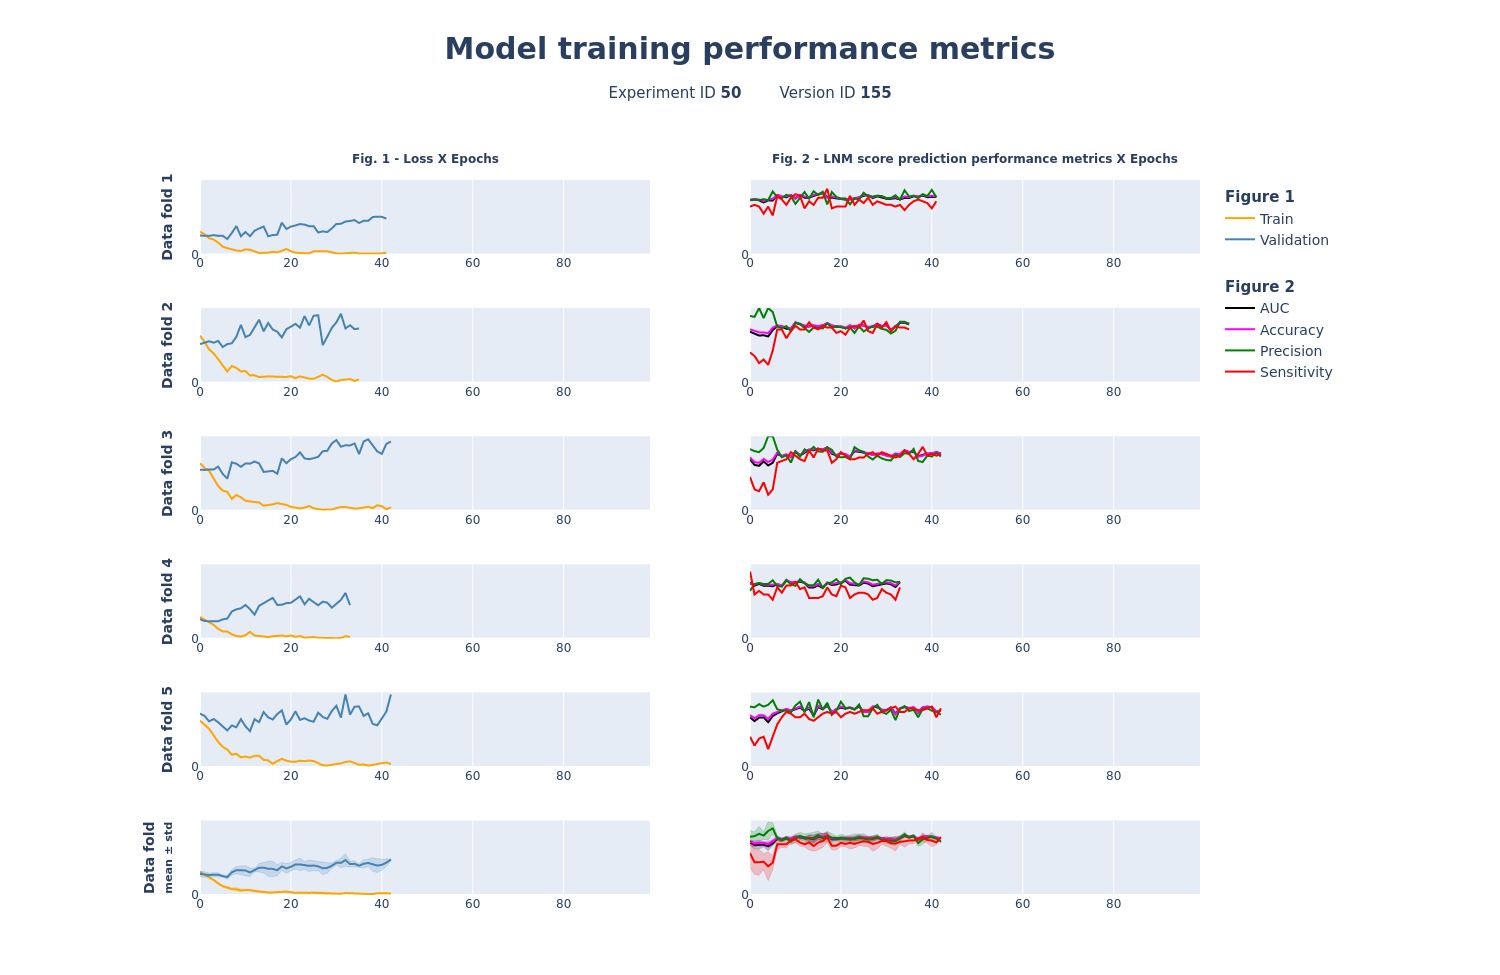 Model training performance metrics
Experiment ID 50 Version ID 155
Fig. 1 - Loss X Epochs
Fig. 2 - LNM score prediction performance metrics X Epochs
Data fold 1
0
0 20 40 60 80
0
0 20 40 60 80
Figure 1
Train
Validation
Figure 2
AUC
Accuracy
Precision
Sensitivity
Data fold 2
0
0 20 40 60 80
0
0 20 40 60 80
Data fold 3
0
0 20 40 60 80
0
0 20 40 60 80
Data fold 4
0
0 20 40 60 80
0
0 20 40 60 80
Data fold 5
0
0 20 40 60 80
0
0 20 40 60 80
Data fold
mean ± std
0
0 20 40 60 80
0
0 20 40 60 80